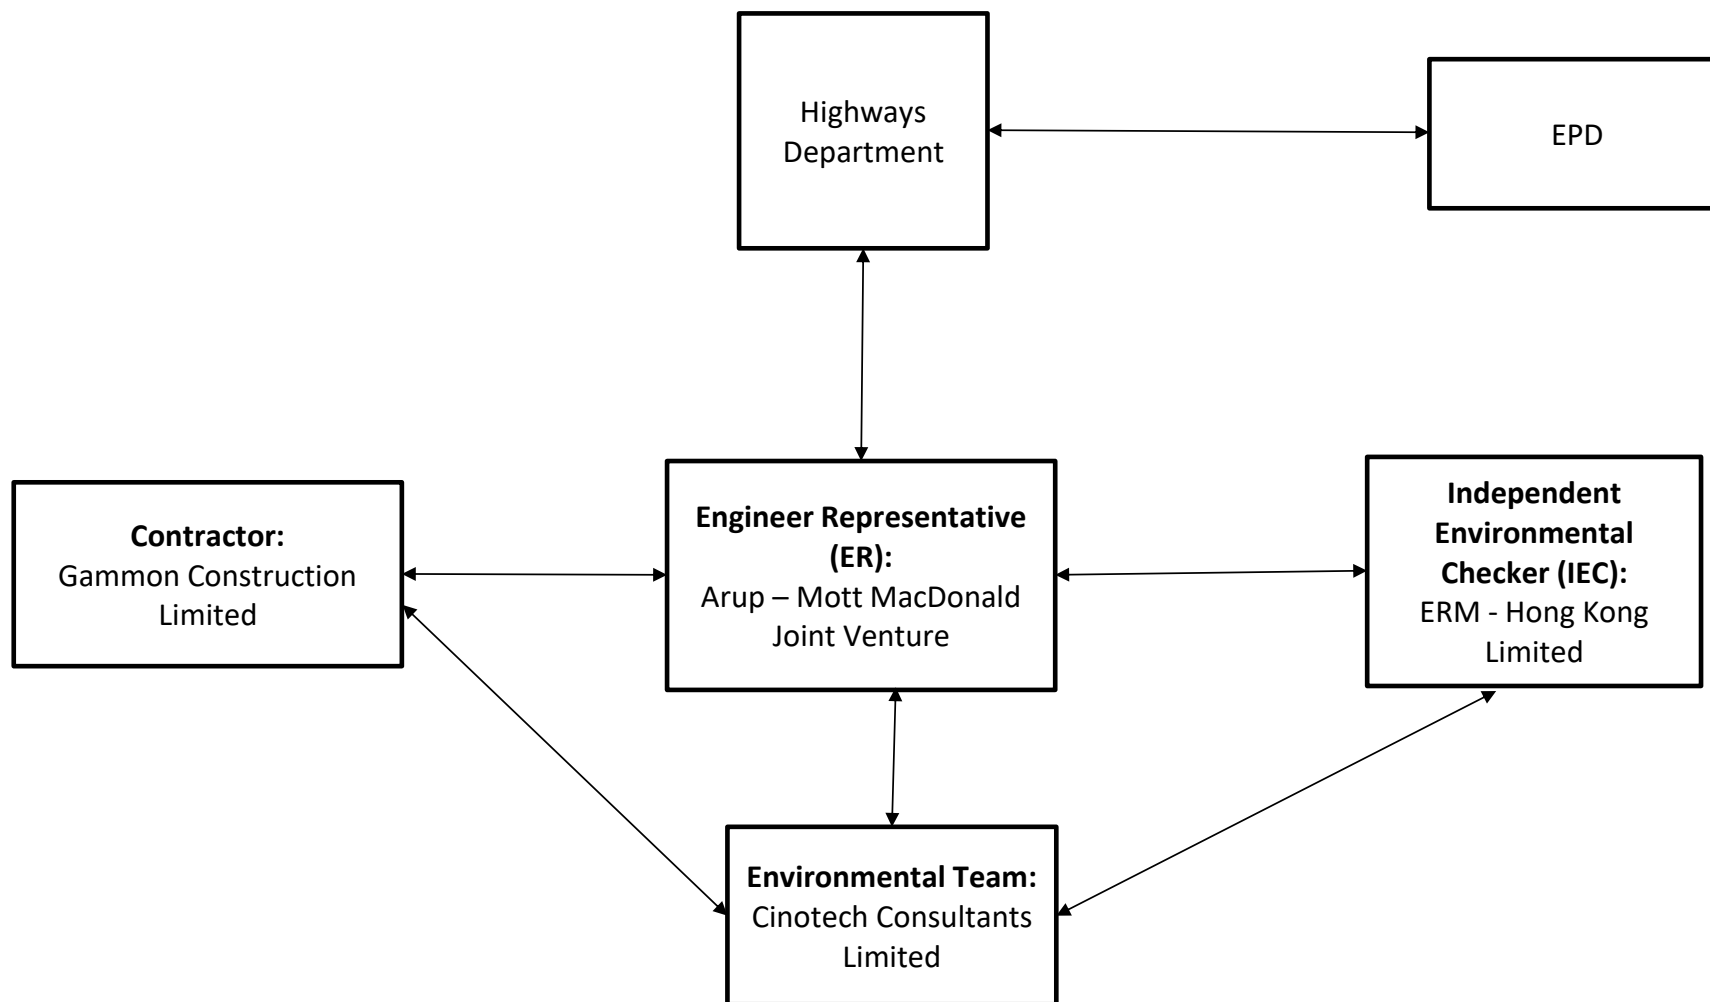 Highways
Department
EPD
Contractor:
Gammon Construction
Limited
Engineer Representative
(ER):
Arup – Mott MacDonald
Joint Venture
Independent
Environmental
Checker (IEC):
ERM - Hong Kong
Limited
Environmental Team:
Cinotech Consultants
Limited